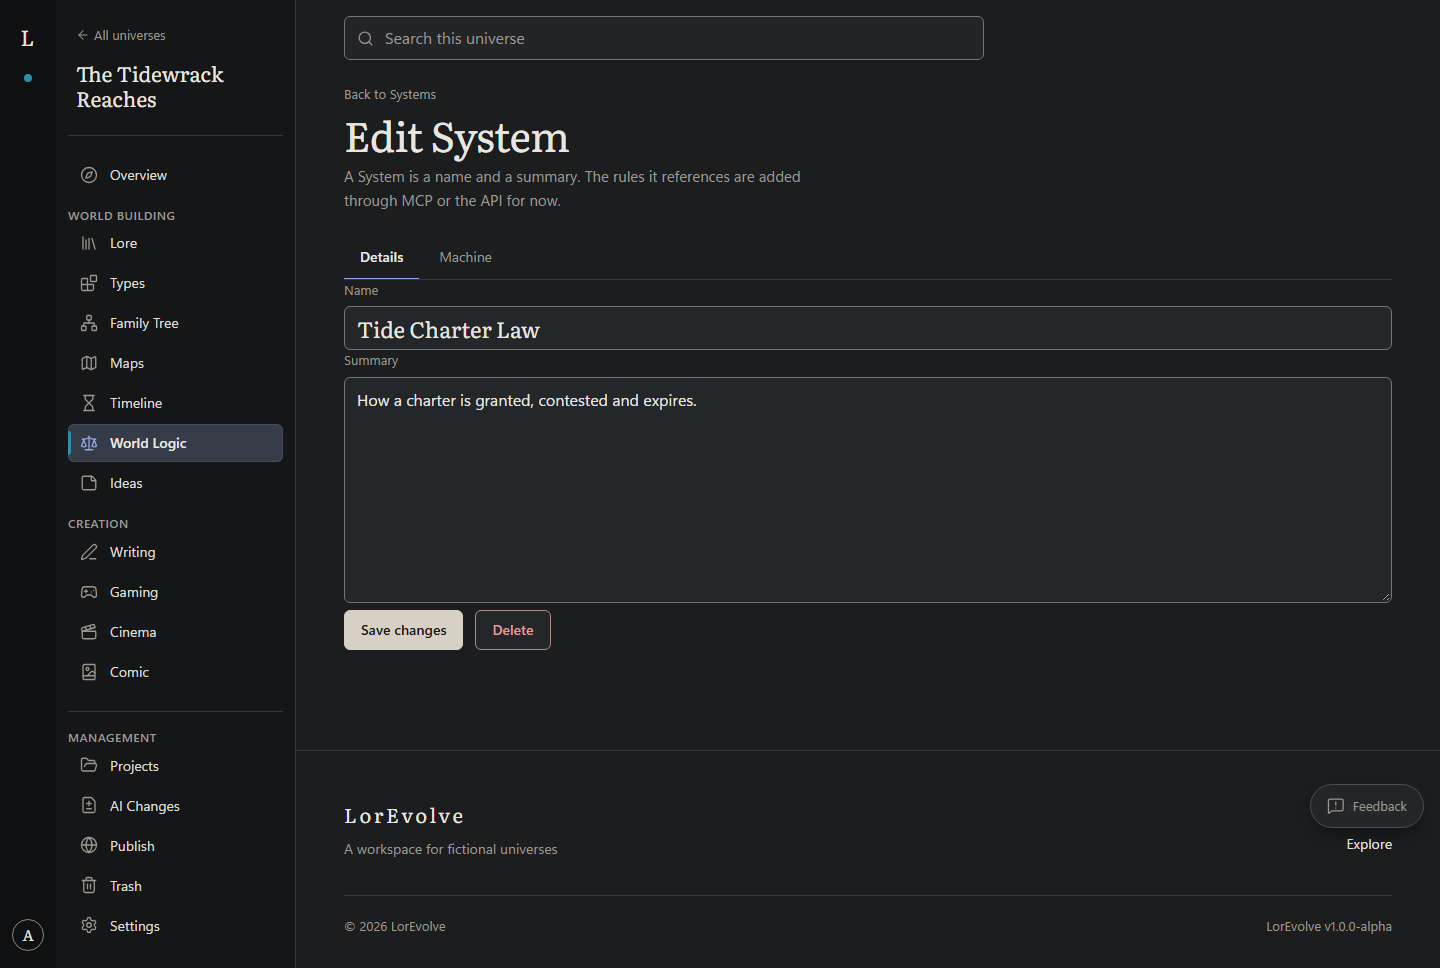 L
All universes
The Tidewrack
Reaches
Overview
WORLD BUILDING
Lore
Types
Family Tree
Maps
Timeline
World Logic
Ideas
CREATION
Writing
Gaming
Cinema
Comic
MANAGEMENT
Projects
AI Changes
Publish
Trash
Settings
A
Search this universe
Back to Systems
Edit System
A System is a name and a summary. The rules it references are added
through MCP or the API for now.
Details Machine
Name
Tide Charter Law
Summary
How a charter is granted, contested and expires.
Save changes Delete
LorEvolve
A workspace for fictional universes
Feedback
Explore
© 2026 LorEvolve
LorEvolve v1.0.0-alpha